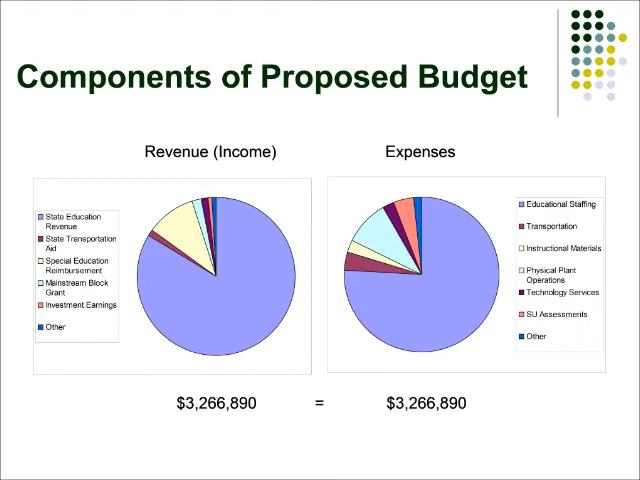 Components of Proposed Budget
Revenue (Income)
Expenses
State Education
Revenue
State Transportation
Aid
Special Education
Reimbursement
Mainstream Block
Grant
Investment Earnings
Other
Educational Staffing
Transportation
Instructional Materials
Physical Plant
Operations
Technology Services
SU Assessments
Other
$3,266,890 = $3,266,890